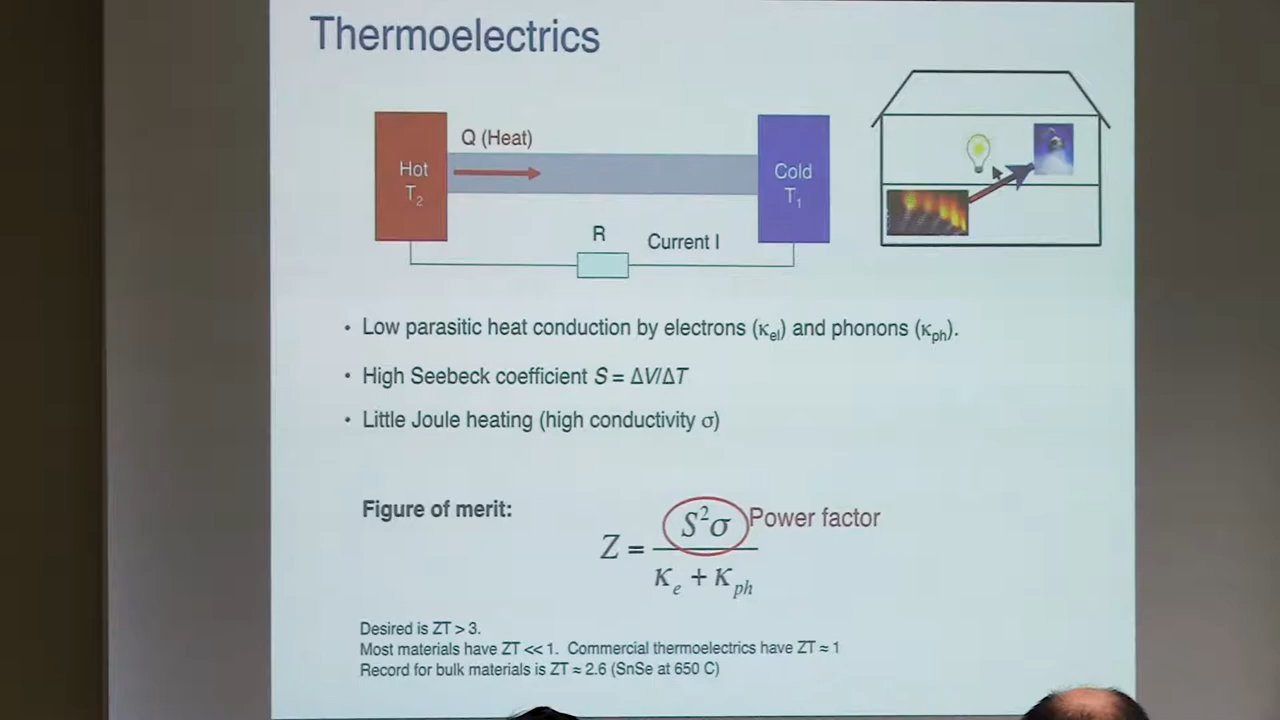 Thermoelectrics
Q (Heat)
Hot
T₂
Cold
T₁
R
Current I
• Low parasitic heat conduction by electrons (κel) and phonons (κph).
• High Seebeck coefficient S = ΔV/ΔT
• Little Joule heating (high conductivity σ)
Figure of merit:
Z = S²σ / κe + κph
Power factor
Desired is ZT > 3.
Most materials have ZT << 1. Commercial thermoelectrics have ZT ≈ 1
Record for bulk materials is ZT ≈ 2.6 (SnSe at 650 C)